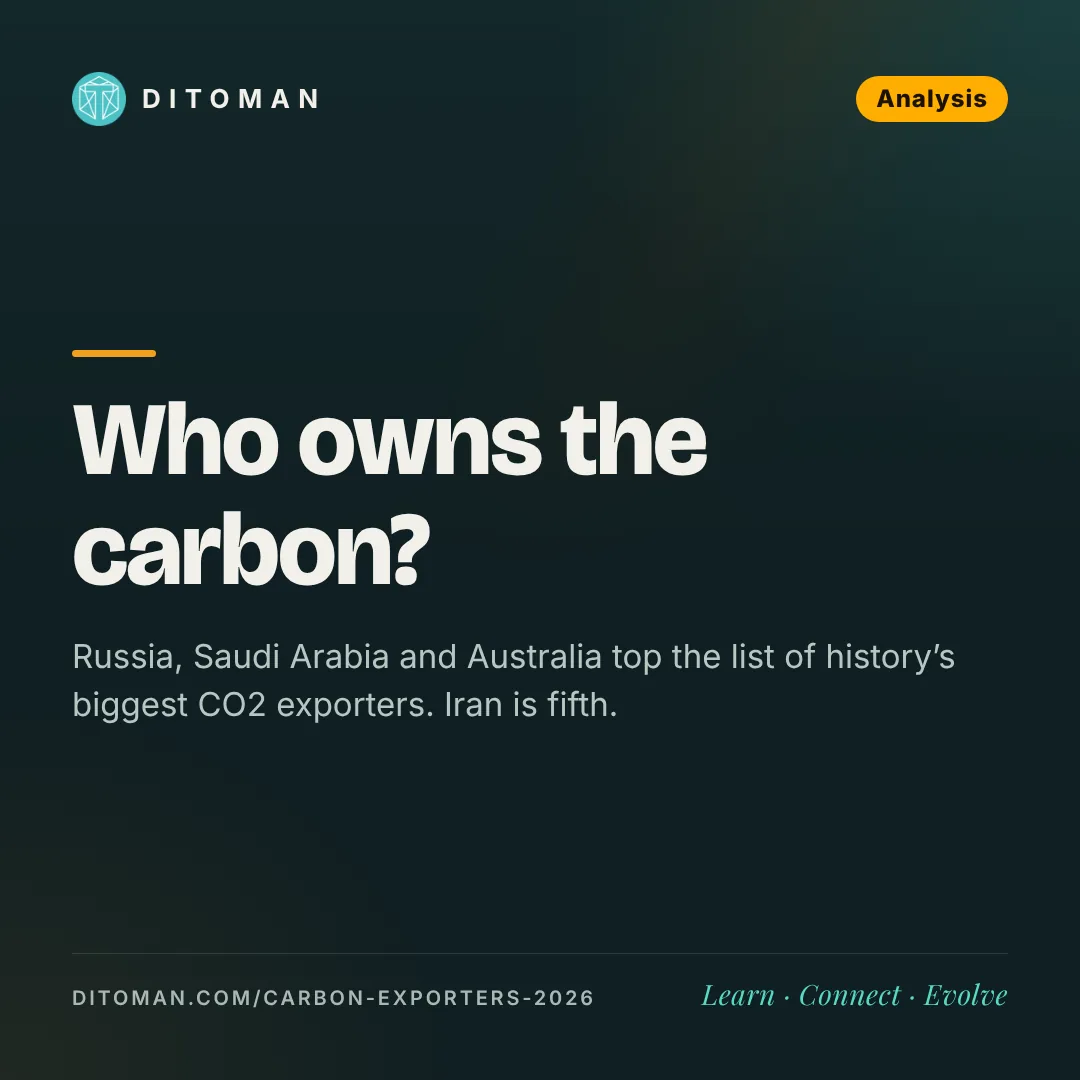 DITOMAN
Analysis
Who owns the
carbon?
Russia, Saudi Arabia and Australia top the list of history’s
biggest CO2 exporters. Iran is fifth.
DITOMAN.COM/CARBON-EXPORTERS-2026
Learn · Connect · Evolve